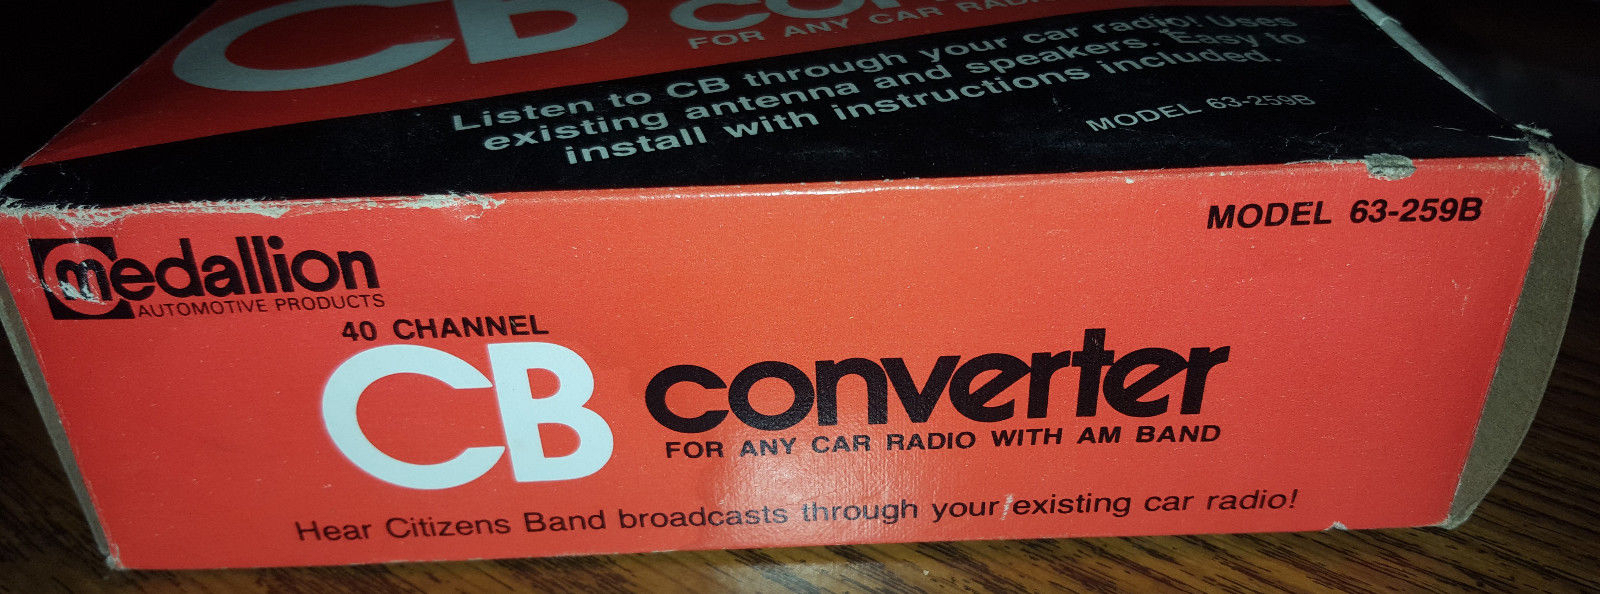 CB
FOR ANY CAR
Listen to CB through your car radio! Uses
existing antenna and speakers. Easy to
install with instructions included.
MODEL 63-259B
MODEL 63-259B
medallion
AUTOMOTIVE PRODUCTS
40 CHANNEL
CB converter
FOR ANY CAR RADIO WITH AM BAND
Hear Citizens Band broadcasts through your existing car radio!